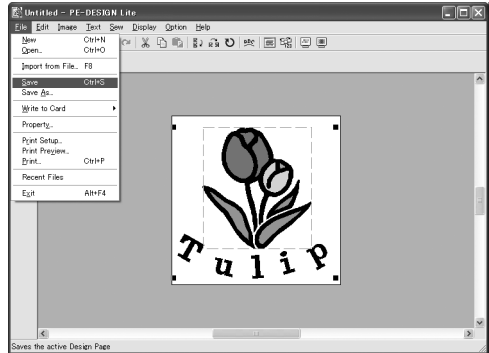 Untitled - PE-DESIGN Lite
File Edit Image Text Sew Display Option Help
New Ctrl+N
Open... Ctrl+O
Import from File... F8
Save Ctrl+S
Save As...
Write to Card
Property...
Print Setup...
Print Preview...
Print... Ctrl+P
Recent Files
Exit Alt+F4
Tulip
Saves the active Design Page